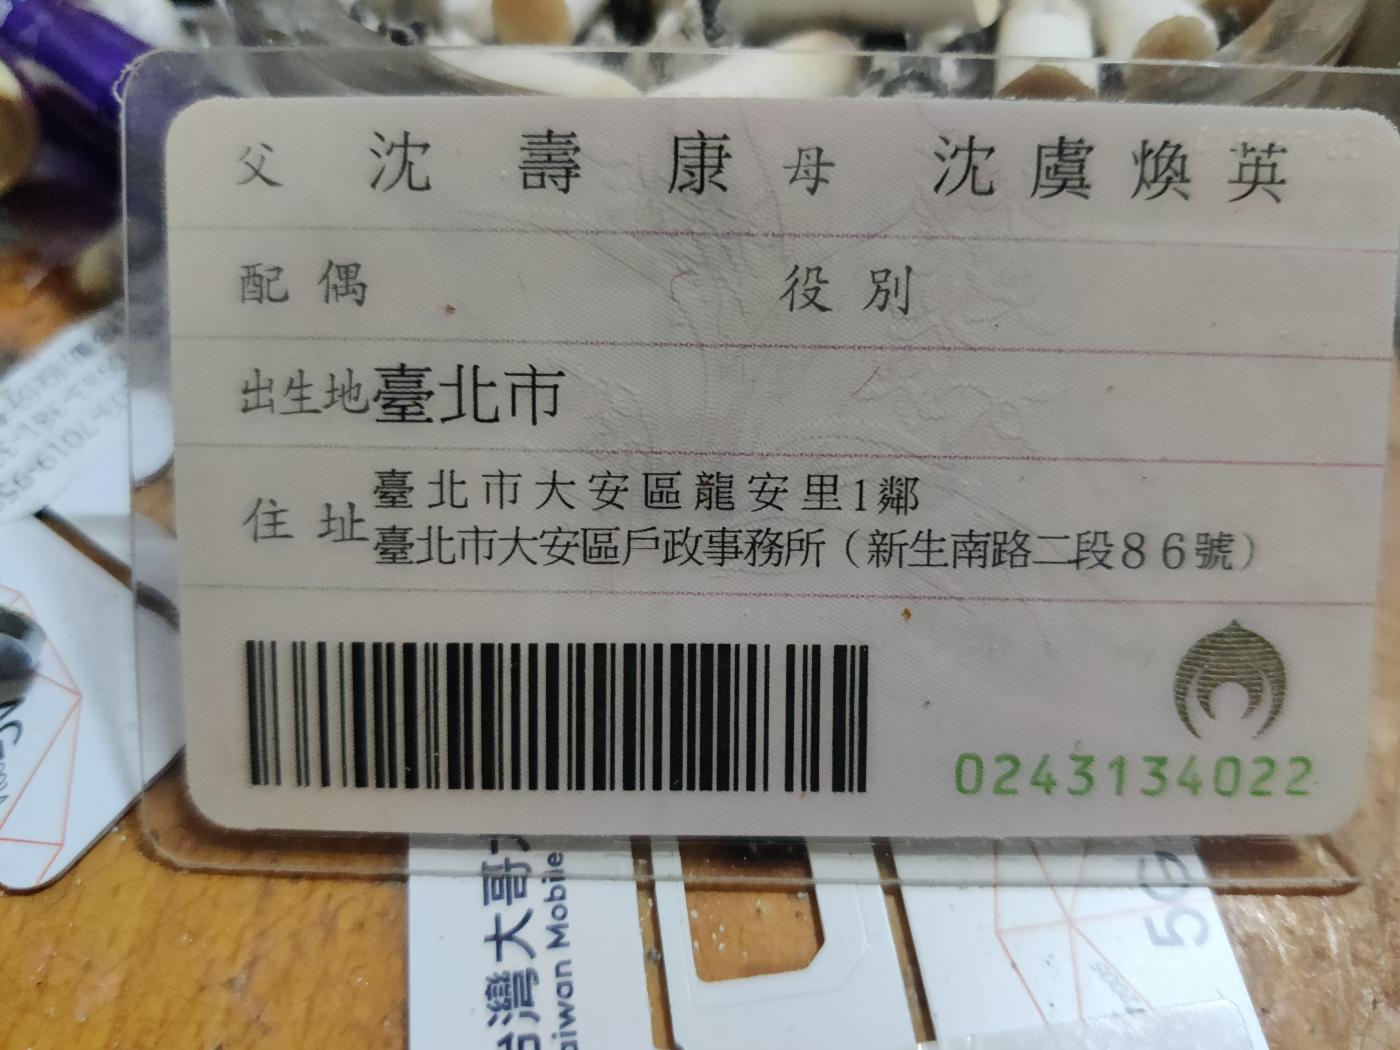 父 沈壽康 母 沈虞煥英
配偶 役別
出生地 臺北市
住址 臺北市大安區龍安里1鄰
臺北市大安區戶政事務所（新生南路二段86號）
0243134022
台灣大哥大
Taiwan Mobile
5G